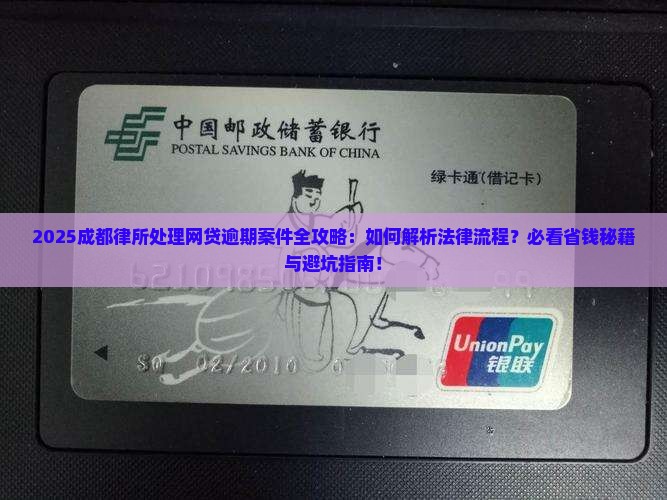 中国邮政储蓄银行
POSTAL SAVINGS BANK OF CHINA
绿卡通(借记卡)
2025成都律所处理网贷逾期案件全攻略：如何解析法律流程？必看省钱秘籍
与避坑指南！
UnionPay
银联
02/2010